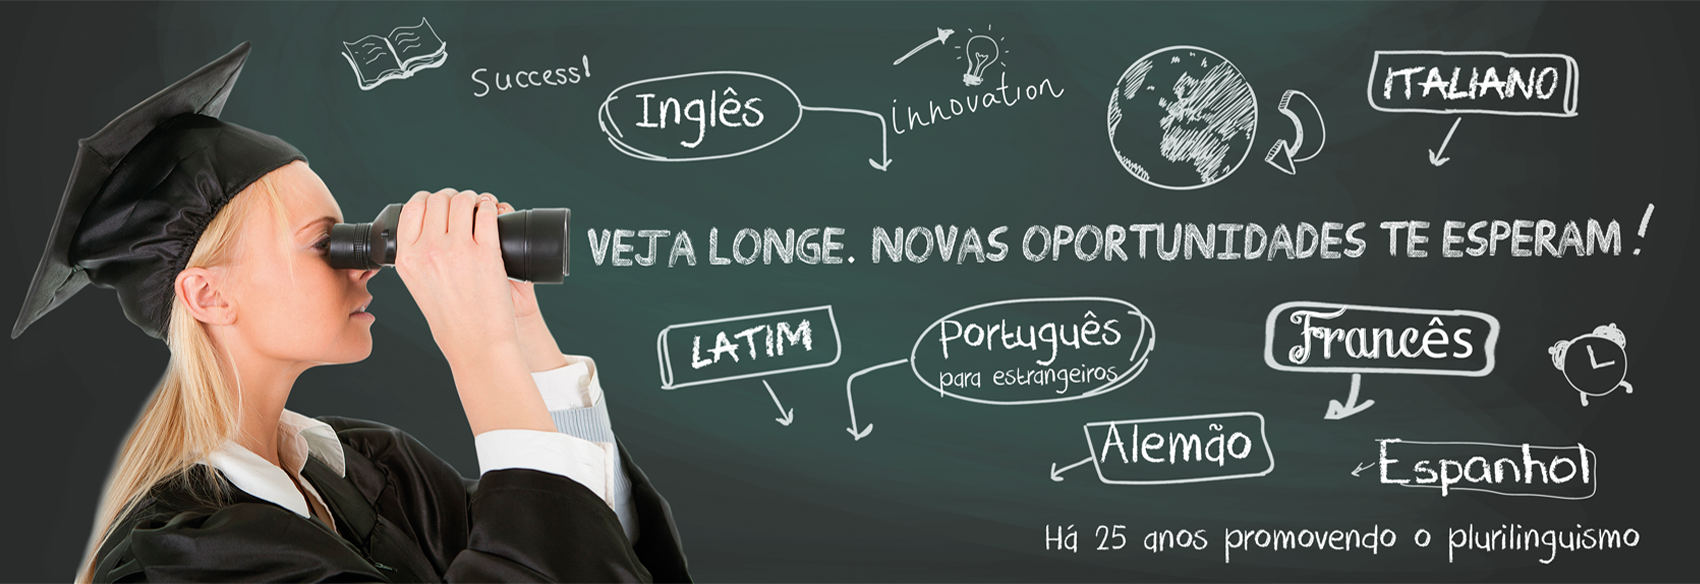 Success!
Inglês
innovation
ITALIANO
VEJA LONGE. NOVAS OPORTUNIDADES TE ESPERAM!
LATIM
Português
para estrangeiros
Francês
Alemão
Espanhol
Há 25 anos promovendo o plurilinguismo